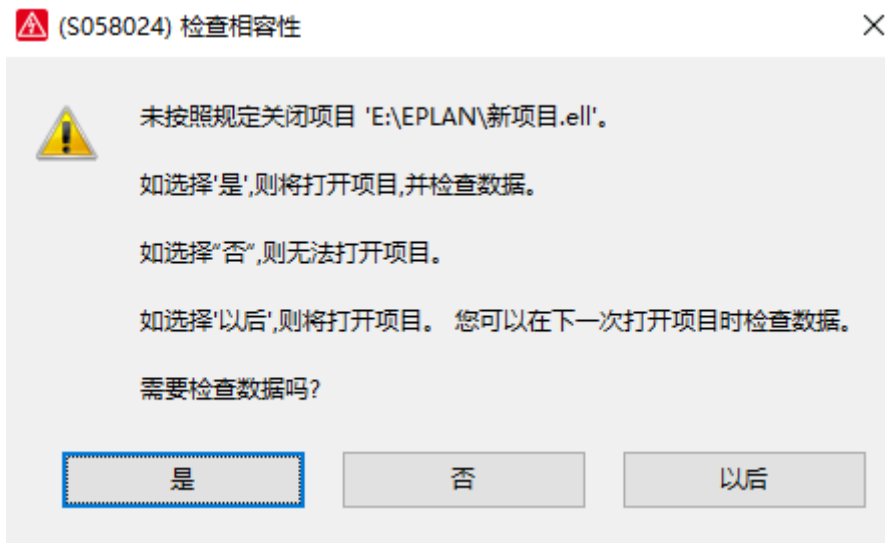 (S058024) 检查相容性
未按照规定关闭项目 'E:\EPLAN\新项目.ell'。
如选择'是',则将打开项目,并检查数据。
如选择"否",则无法打开项目。
如选择'以后',则将打开项目。 您可以在下一次打开项目时检查数据。
需要检查数据吗?
是
否
以后